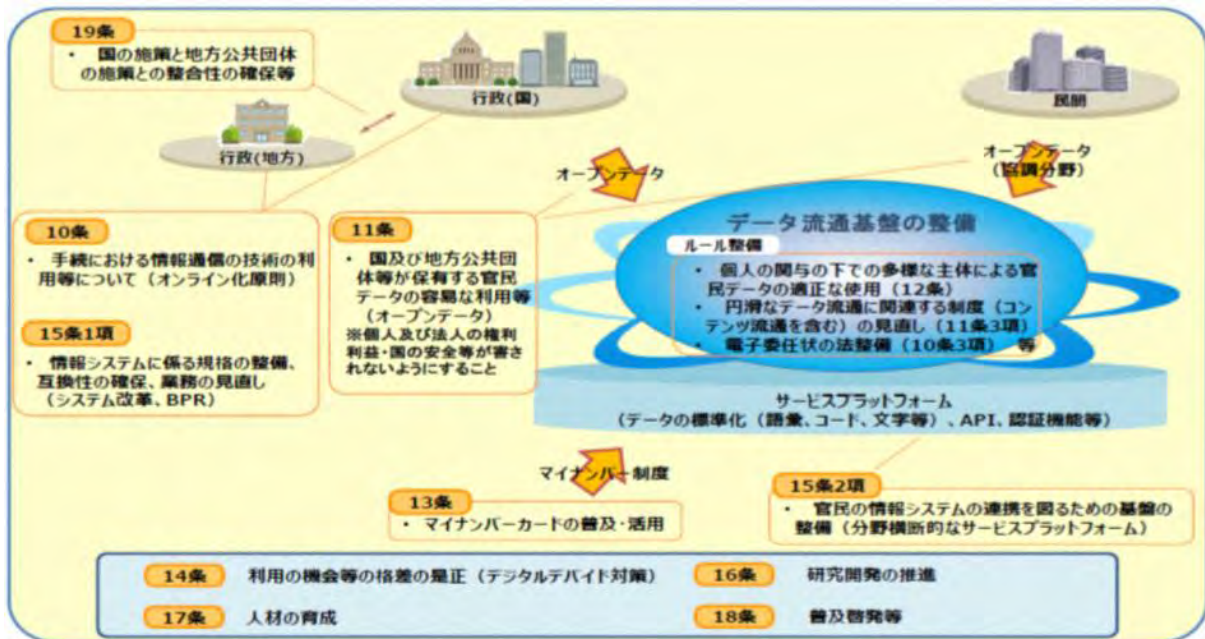 19条
・ 国の施策と地方公共団体
の施策との整合性の確保等
行政(国)
民間
行政(地方)
オープンデータ
オープンデータ
(協調分野)
10条
・ 手続における情報通信の技術の利
用等について(オンライン化原則)
15条1項
・ 情報システムに係る規格の整備、
互換性の確保、業務の見直し
(システム改革、BPR)
11条
・ 国及び地方公共団
体等が保有する官民
データの容易な利用等
(オープンデータ)
※個人及び法人の権利
利益・国の安全等が害さ
れないようにすること
データ流通基盤の整備
ルール整備
・ 個人の関与の下での多様な主体による官
民データの適正な使用(12条)
・ 円滑なデータ流通に関連する制度(コン
テンツ流通を含む)の見直し(11条3項)
・ 電子委任状の法整備(10条3項) 等
サービスプラットフォーム
(データの標準化(語彙、コード、文字等)、API、認証機能等)
マイナンバー制度
13条
・ マイナンバーカードの普及・活用
15条2項
・ 官民の情報システムの連携を図るための基盤の
整備(分野横断的なサービスプラットフォーム)
14条 利用の機会等の格差の是正(デジタルデバイド対策)
16条 研究開発の推進
17条 人材の育成
18条 普及啓発等